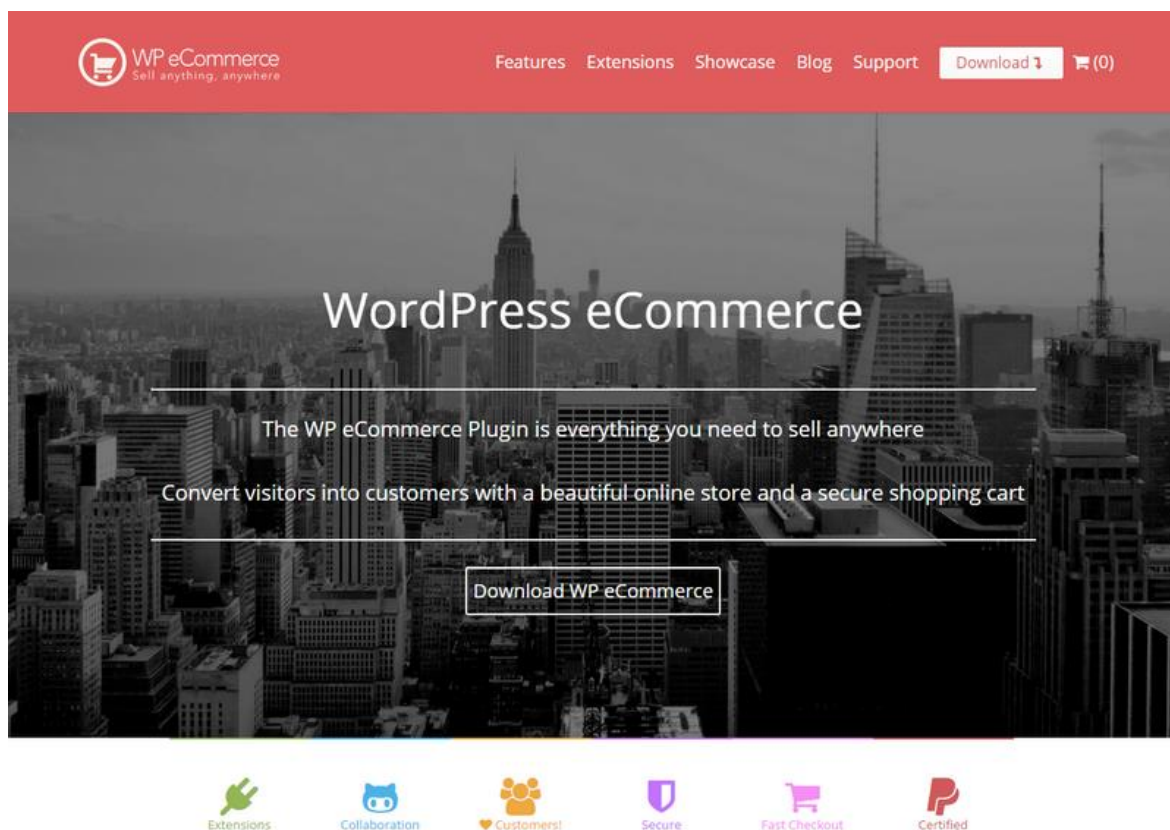 WP eCommerce
Sell anything, anywhere
Features Extensions Showcase Blog Support Download (0)
WordPress eCommerce
The WP eCommerce Plugin is everything you need to sell anywhere
Convert visitors into customers with a beautiful online store and a secure shopping cart
Download WP eCommerce
Extensions Collaboration Customers! Secure Fast Checkout Certified